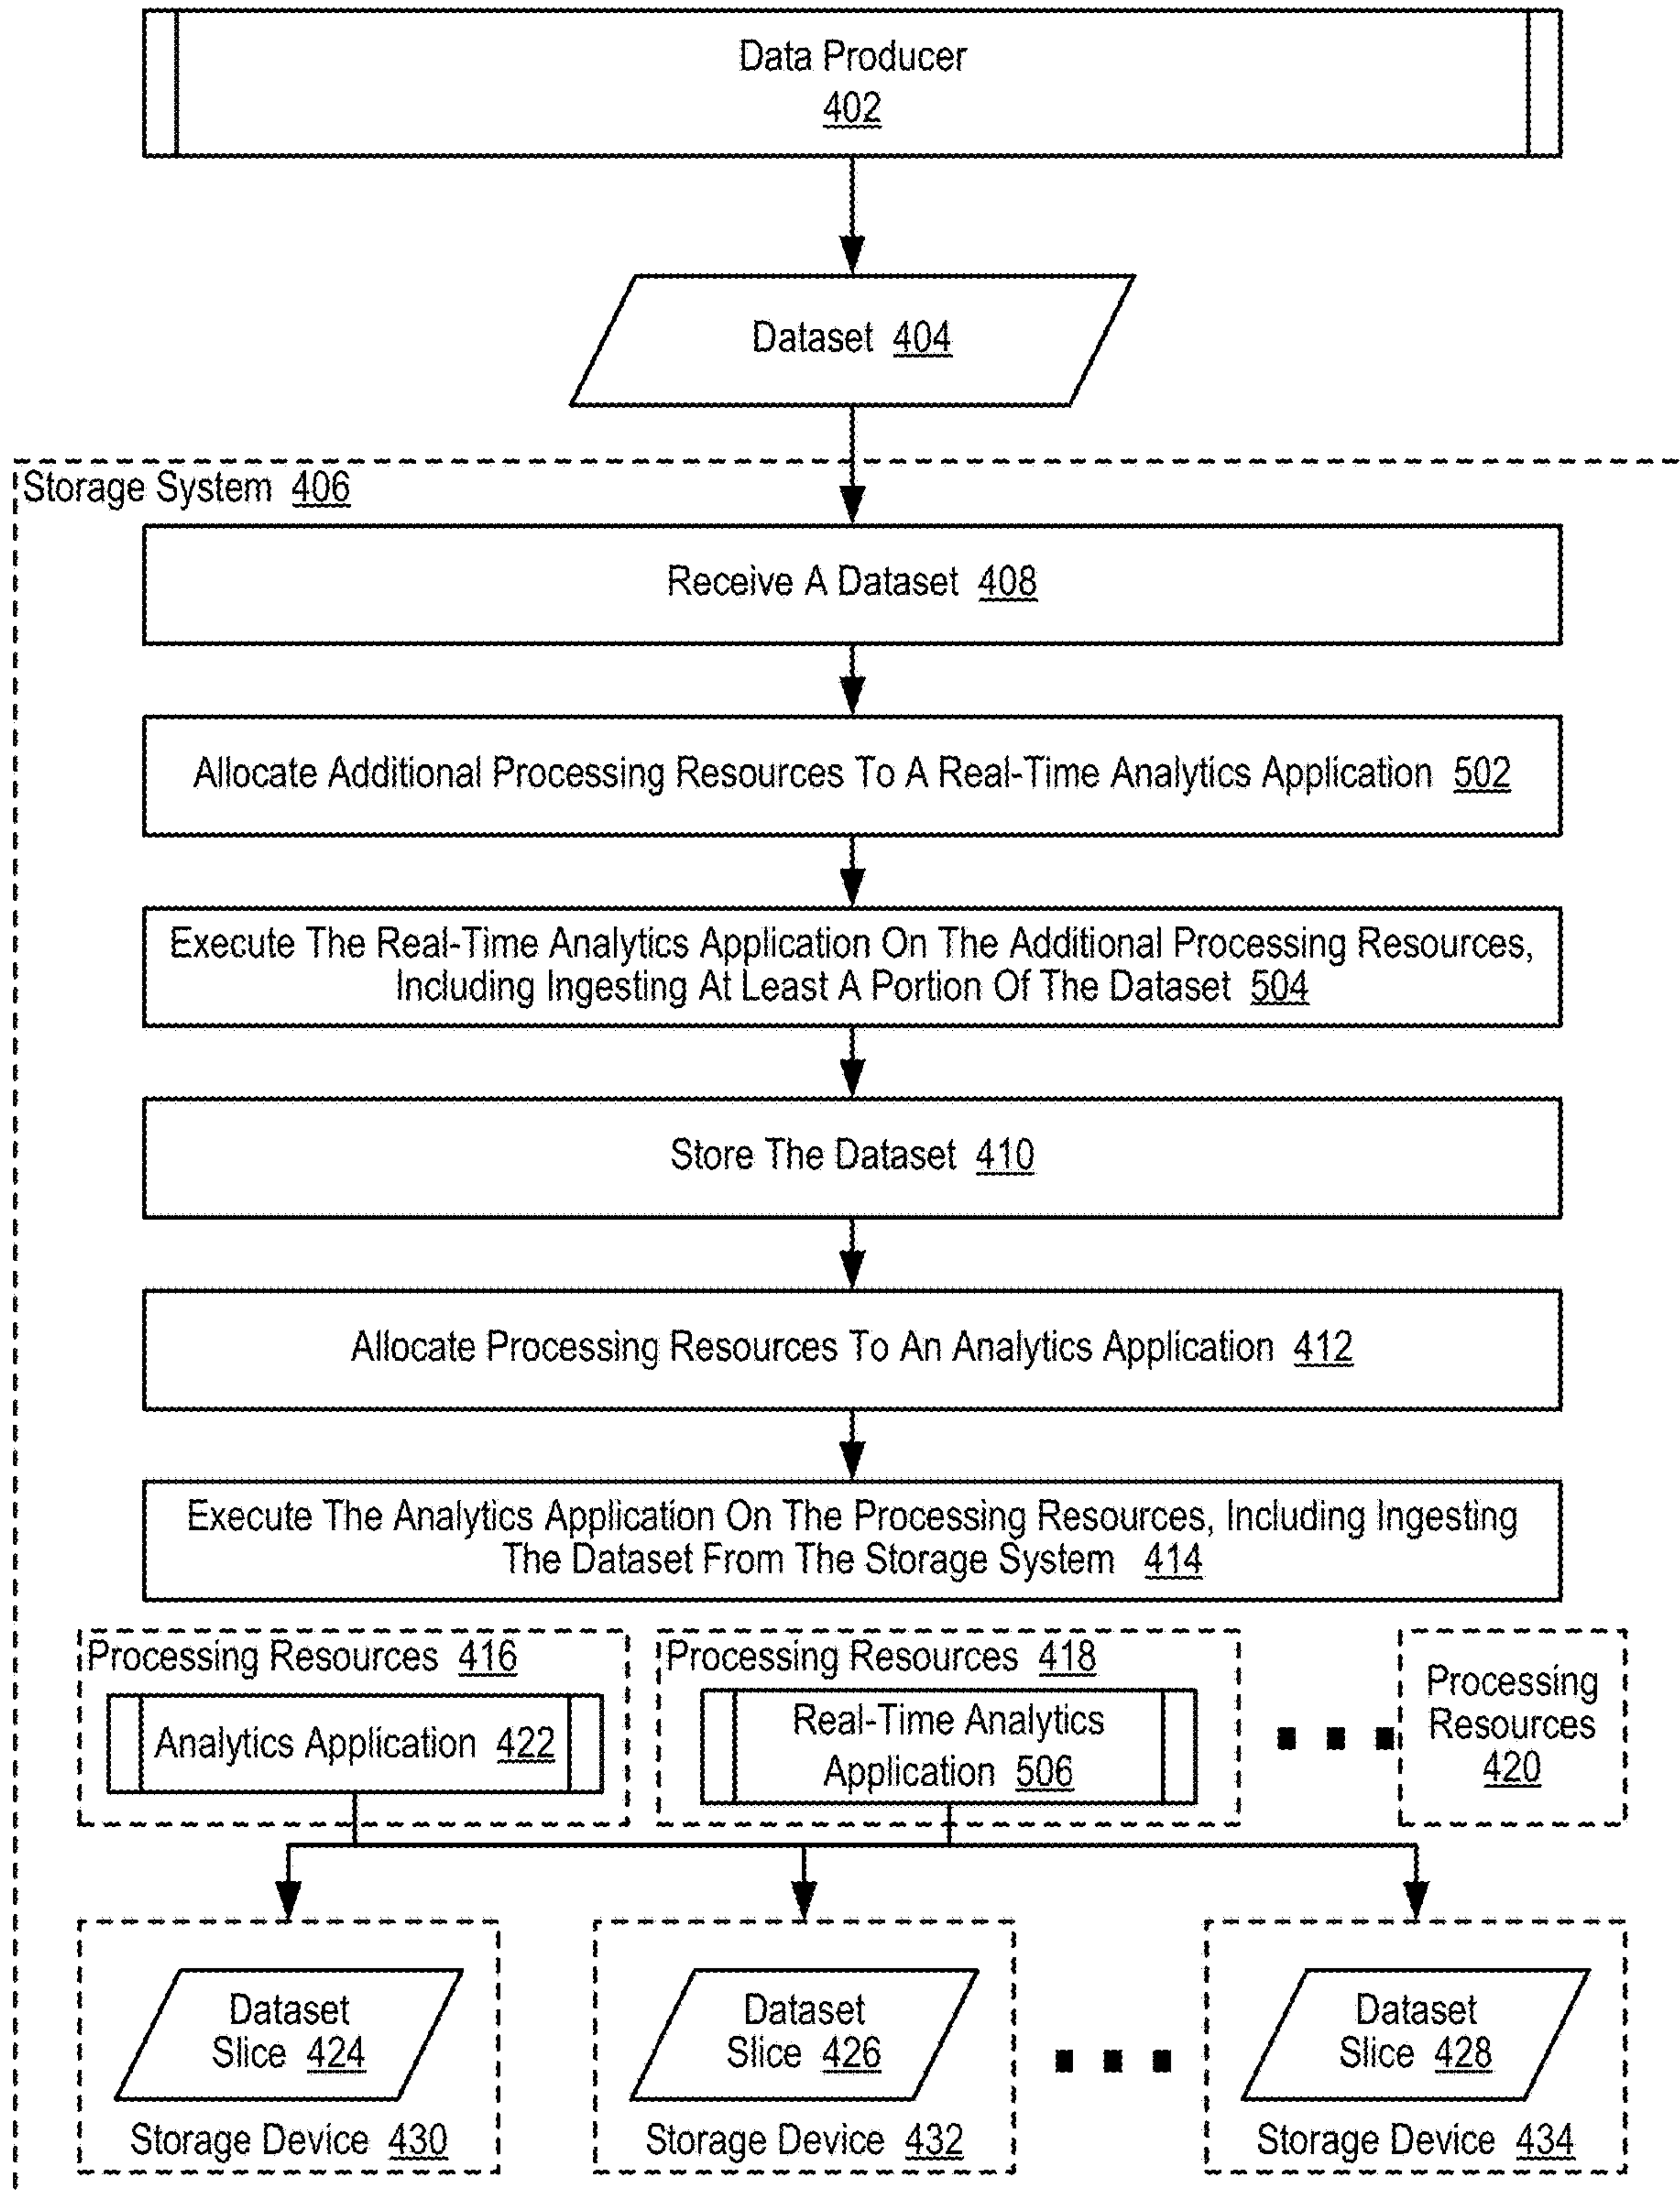 Data Producer
402
Dataset 404
Storage System 406
Receive A Dataset 408
Allocate Additional Processing Resources To A Real-Time Analytics Application 502
Execute The Real-Time Analytics Application On The Additional Processing Resources,
Including Ingesting At Least A Portion Of The Dataset 504
Store The Dataset 410
Allocate Processing Resources To An Analytics Application 412
Execute The Analytics Application On The Processing Resources, Including Ingesting
The Dataset From The Storage System 414
Processing Resources 416
Analytics Application 422
Processing Resources 418
Real-Time Analytics
Application 506
Processing
Resources
420
Dataset
Slice 424
Storage Device 430
Dataset
Slice 426
Storage Device 432
Dataset
Slice 428
Storage Device 434